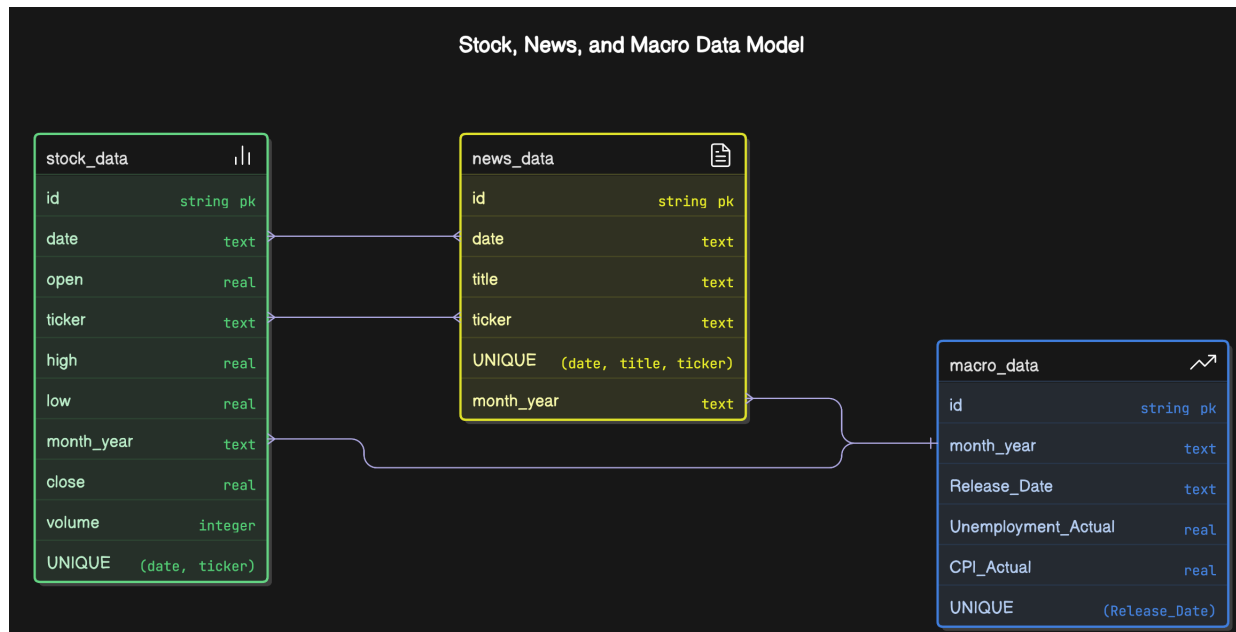 Stock, News, and Macro Data Model
stock_data
id string pk
date text
open real
ticker text
high real
low real
month_year text
close real
volume integer
UNIQUE (date, ticker)
news_data
id string pk
date text
title text
ticker text
UNIQUE (date, title, ticker)
month_year text
macro_data
id string pk
month_year text
Release_Date text
Unemployment_Actual real
CPI_Actual real
UNIQUE (Release_Date)